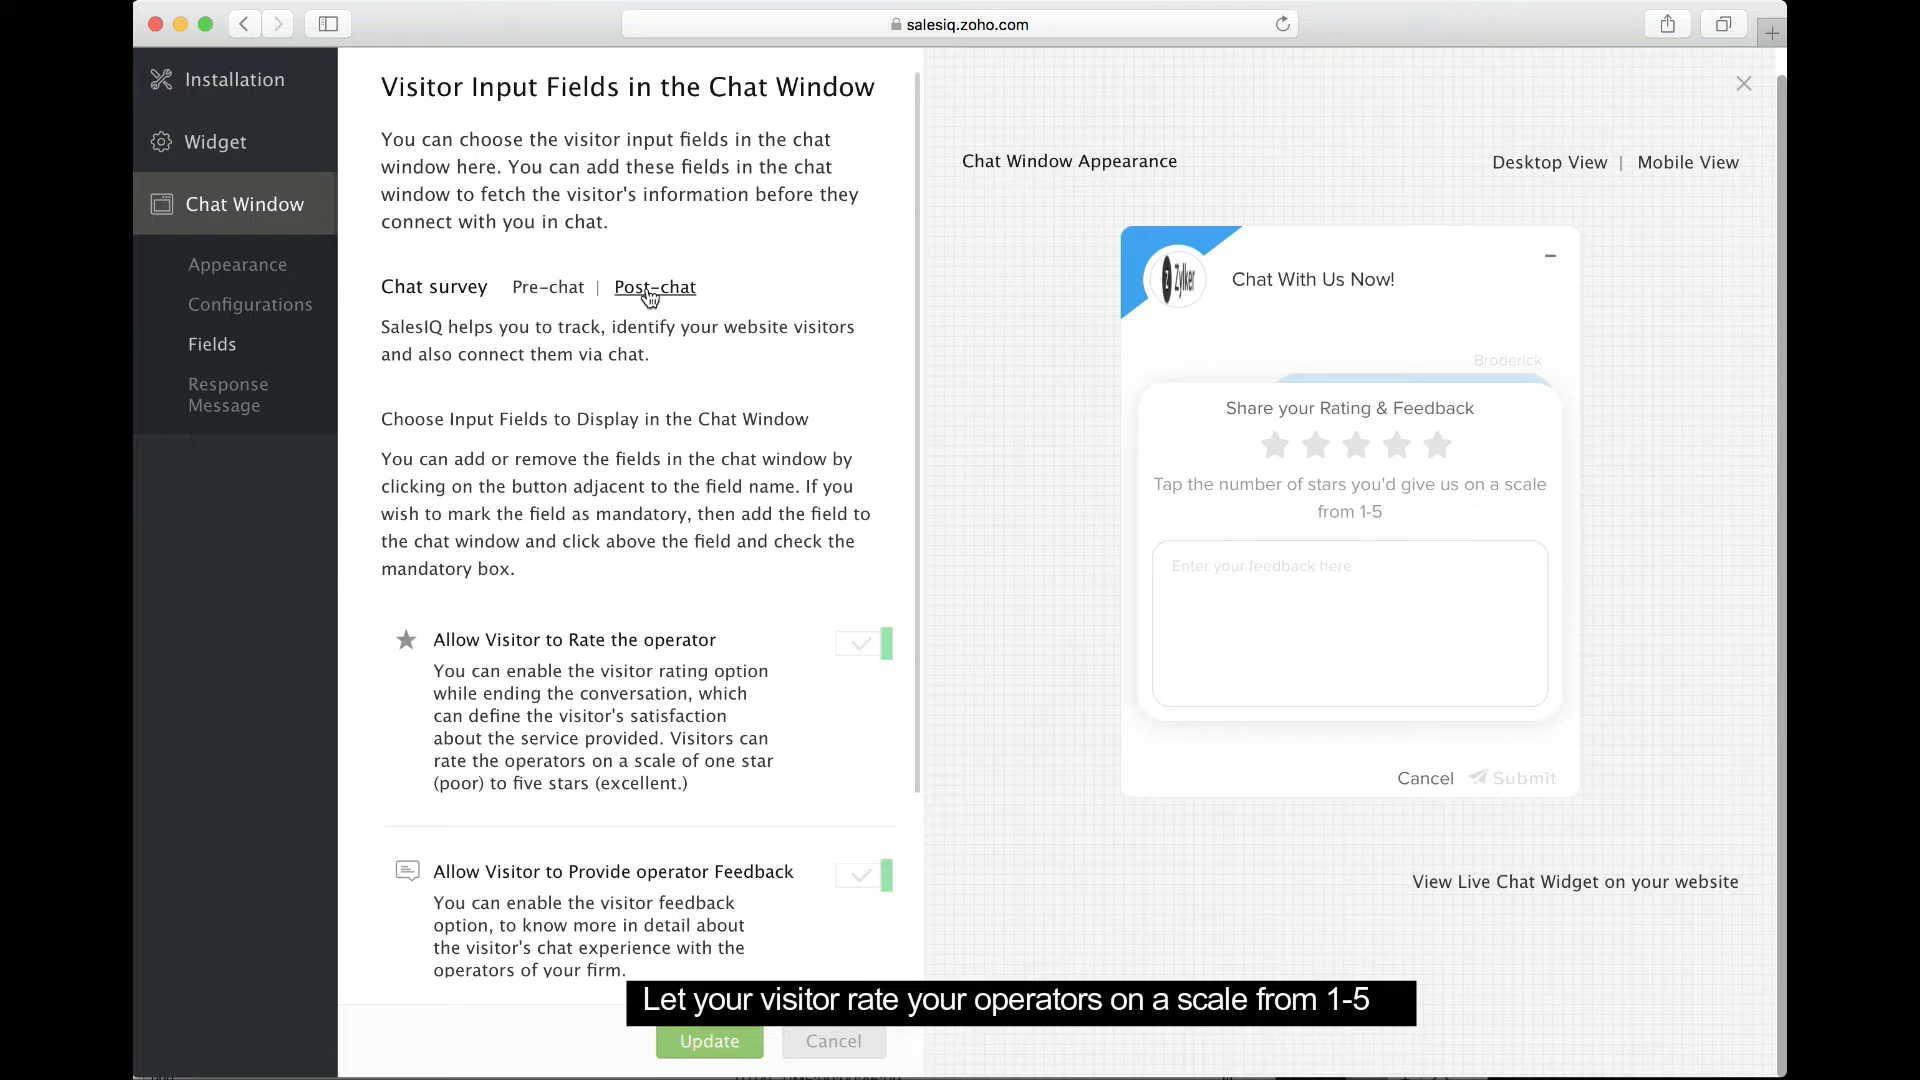 salesiq.zoho.com
Installation
Widget
Chat Window
Appearance
Configurations
Fields
Response
Message
Visitor Input Fields in the Chat Window
You can choose the visitor input fields in the chat
window here. You can add these fields in the chat
window to fetch the visitor's information before they
connect with you in chat.
Chat survey Pre-chat | Post-chat
SalesIQ helps you to track, identify your website visitors
and also connect them via chat.
Choose Input Fields to Display in the Chat Window
You can add or remove the fields in the chat window by
clicking on the button adjacent to the field name. If you
wish to mark the field as mandatory, then add the field to
the chat window and click above the field and check the
mandatory box.
Allow Visitor to Rate the operator
You can enable the visitor rating option
while ending the conversation, which
can define the visitor's satisfaction
about the service provided. Visitors can
rate the operators on a scale of one star
(poor) to five stars (excellent.)
Allow Visitor to Provide operator Feedback
You can enable the visitor feedback
option, to know more in detail about
the visitor's chat experience with the
operators of your firm.
Update Cancel
Chat Window Appearance
Desktop View | Mobile View
Zylker
Chat With Us Now!
Broderick
Share your Rating & Feedback
Tap the number of stars you'd give us on a scale
from 1-5
Enter your feedback here
Cancel Submit
View Live Chat Widget on your website
Let your visitor rate your operators on a scale from 1-5